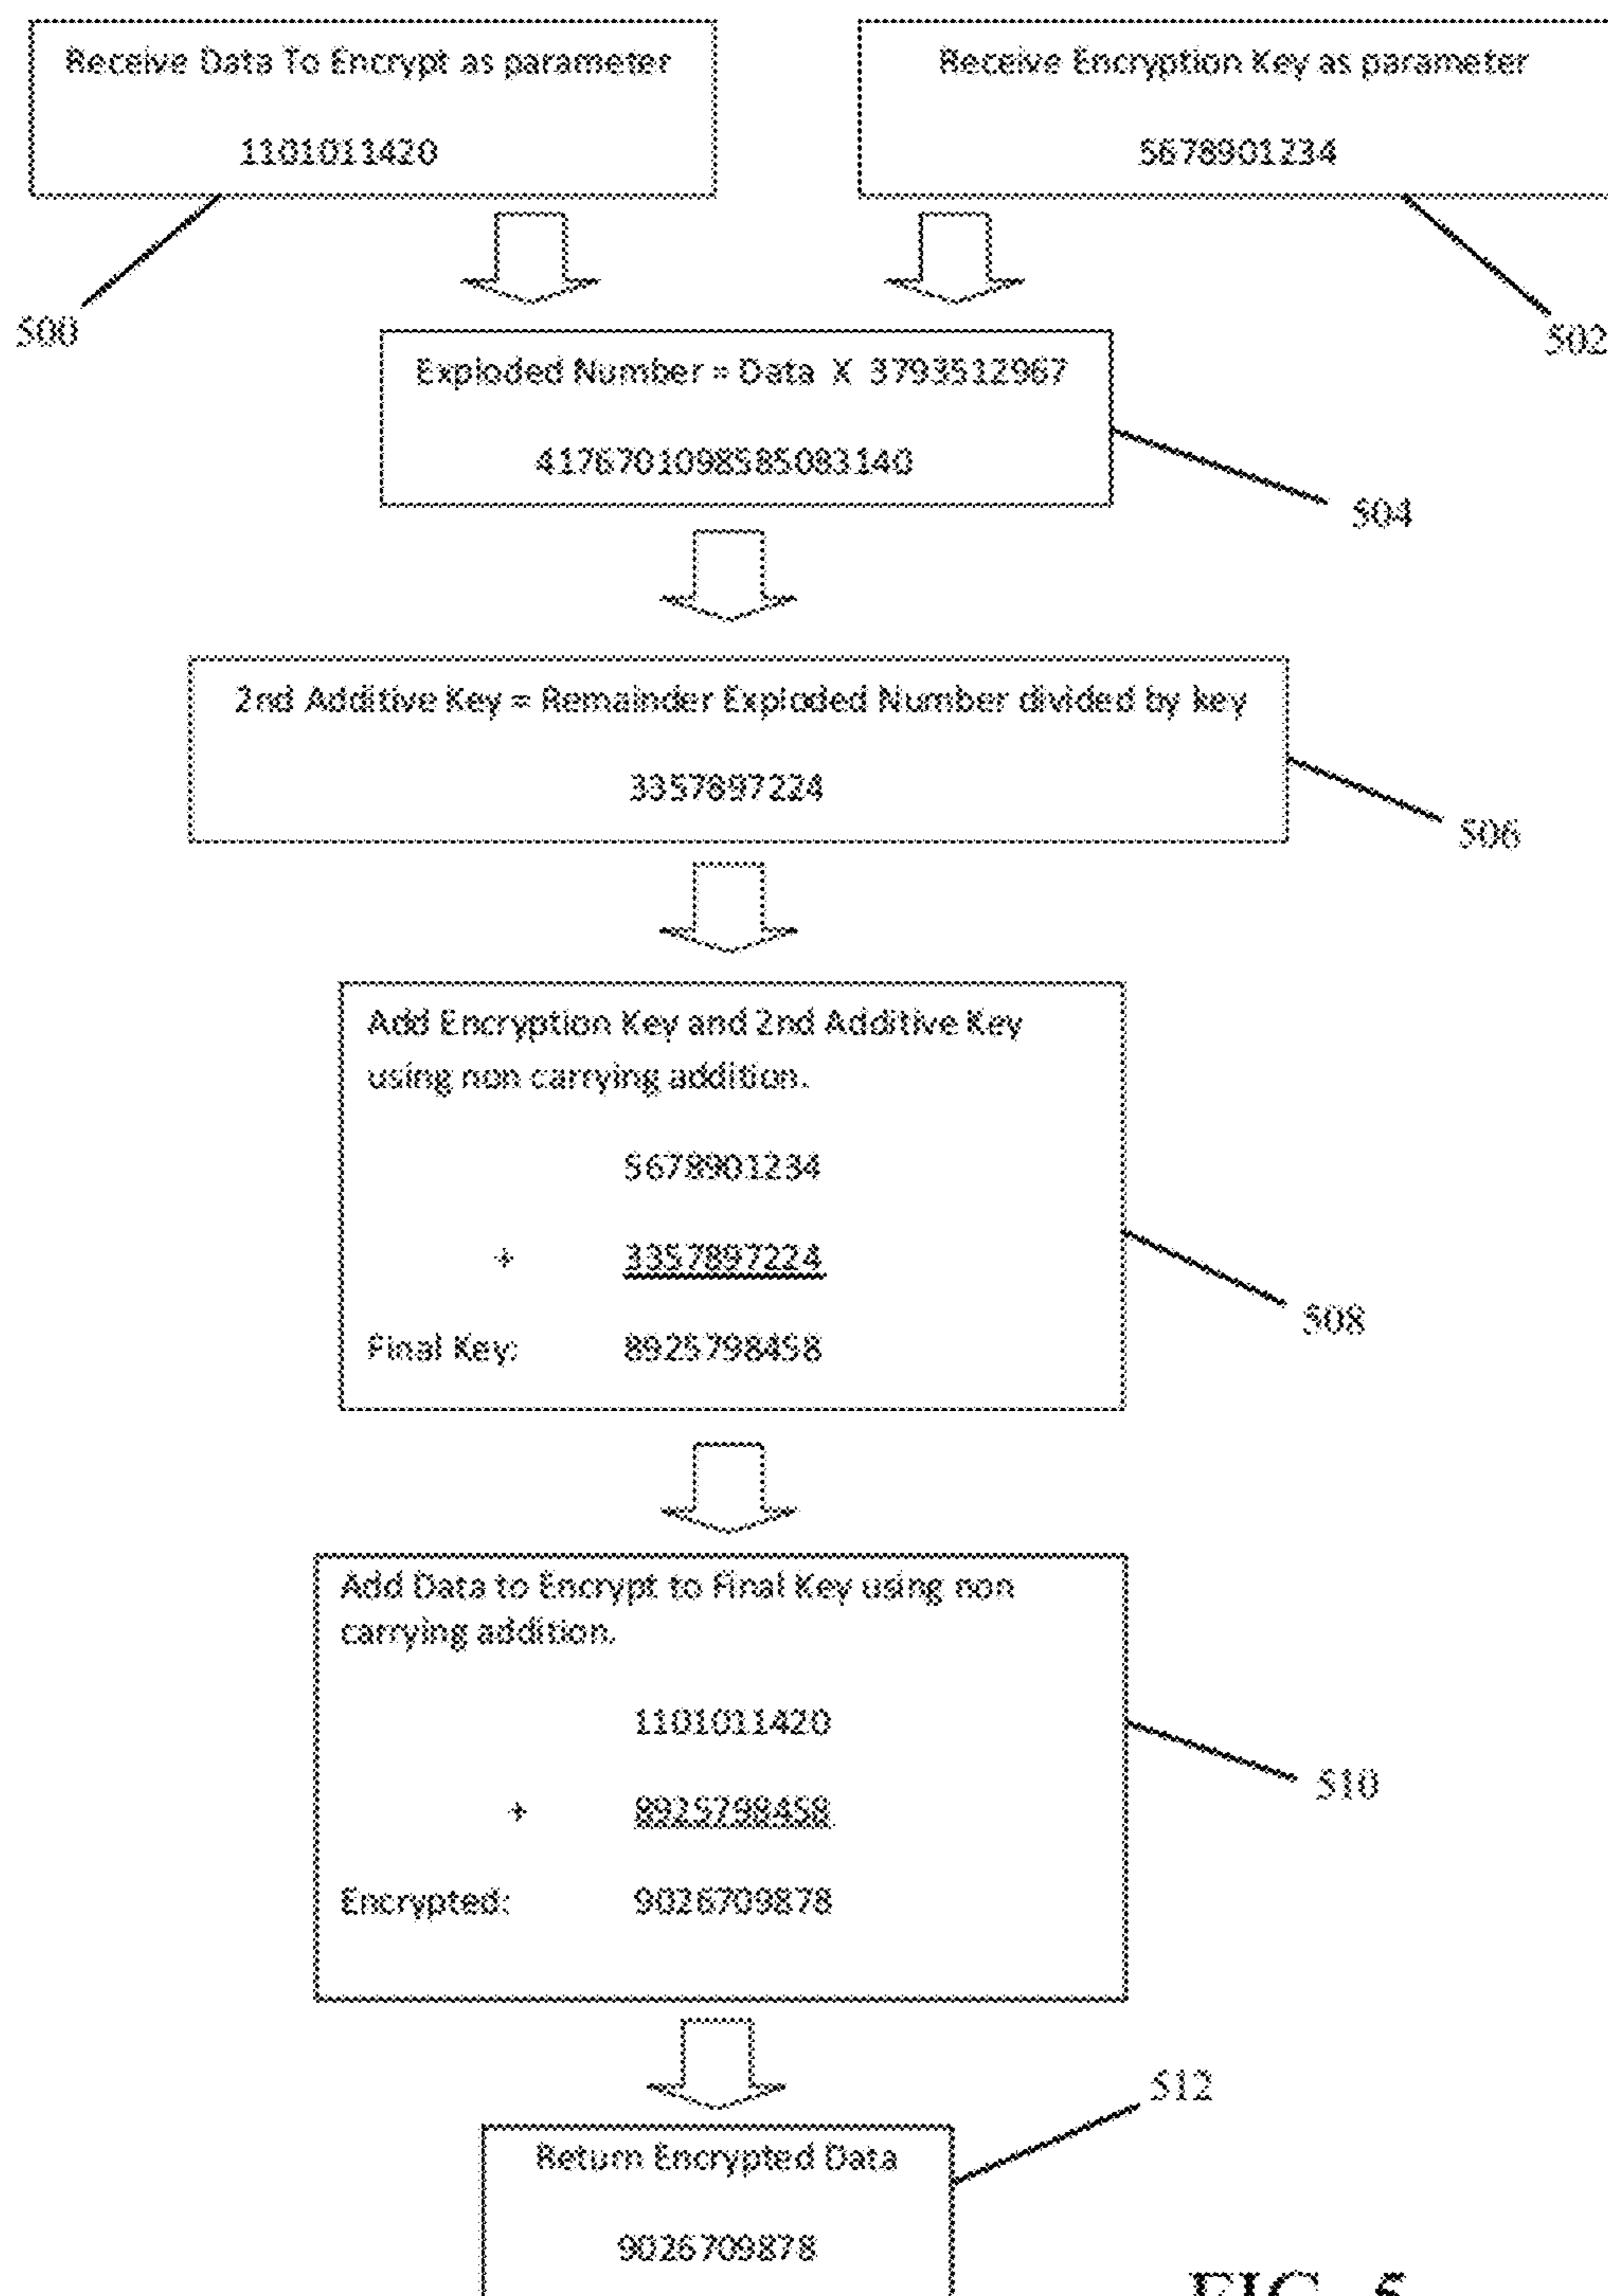 Receive Data To Encrypt as parameter
1101011420
Receive Encryption Key as parameter
5678901234
500
502
Exploded Number = Data X 3793512967
4176701098585083140
504
2nd Additive Key = Remainder Exploded Number divided by key
3357897224
506
Add Encryption Key and 2nd Additive Key
using non carrying addition.
5678901234
+ 3357897224
Final Key: 8925798458
508
Add Data to Encrypt to Final Key using non
carrying addition.
1101011420
+ 8925798458
Encrypted: 9026709878
510
512
Return Encrypted Data
9026709878
FIG. 5